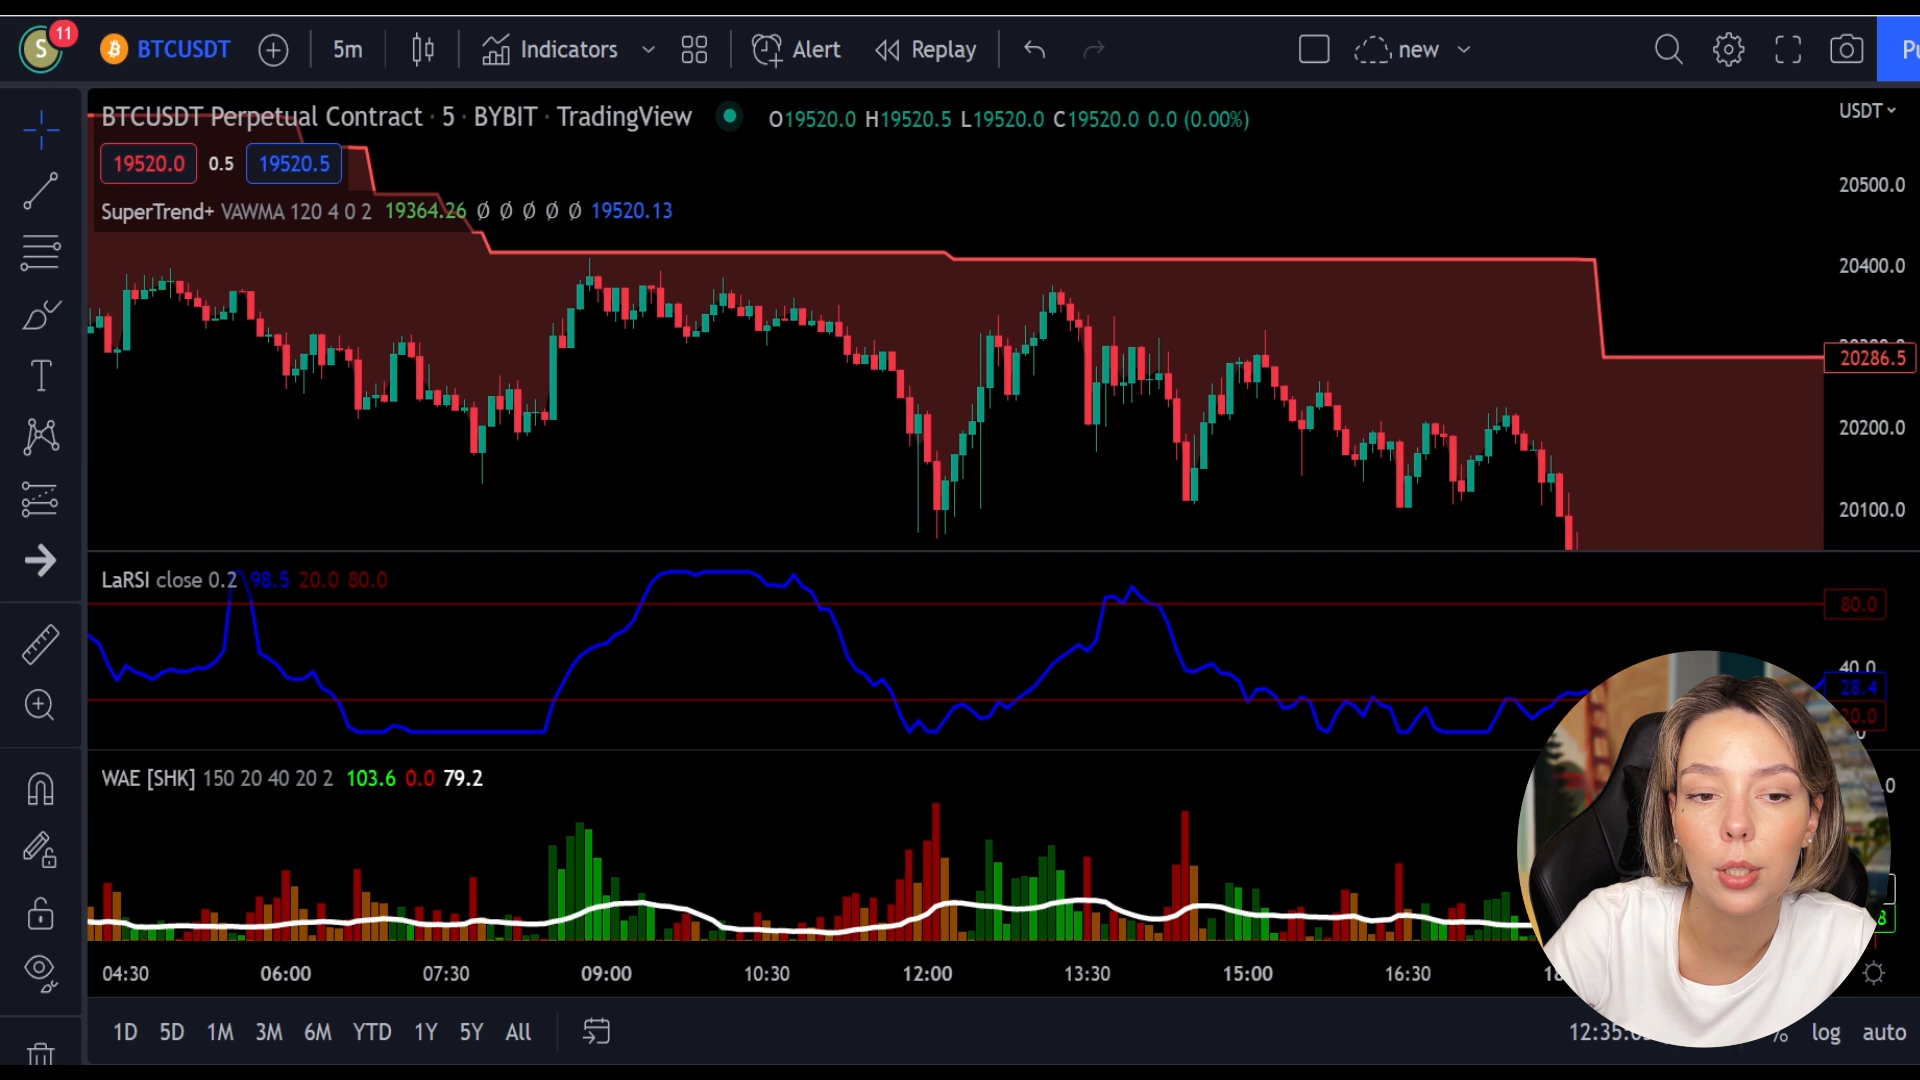 S 11 BTCUSDT 5m Indicators Alert Replay new Pu
BTCUSDT Perpetual Contract · 5 · BYBIT · TradingView O19520.0 H19520.5 L19520.0 C19520.0 0.0 (0.00%) USDT
19520.0 0.5 19520.5
20500.0
SuperTrend+ VAWMA 120 4 0 2 19364.26 Ø Ø Ø Ø Ø 19520.13
20400.0
20286.5
20200.0
20100.0
LaRSI close 0.2 98.5 20.0 80.0
80.0
40.0
28.4
WAE [SHK] 150 20 40 20 2 103.6 0.0 79.2
04:30 06:00 07:30 09:00 10:30 12:00 13:30 15:00 16:30
1D 5D 1M 3M 6M YTD 1Y 5Y All 12:35: % log auto